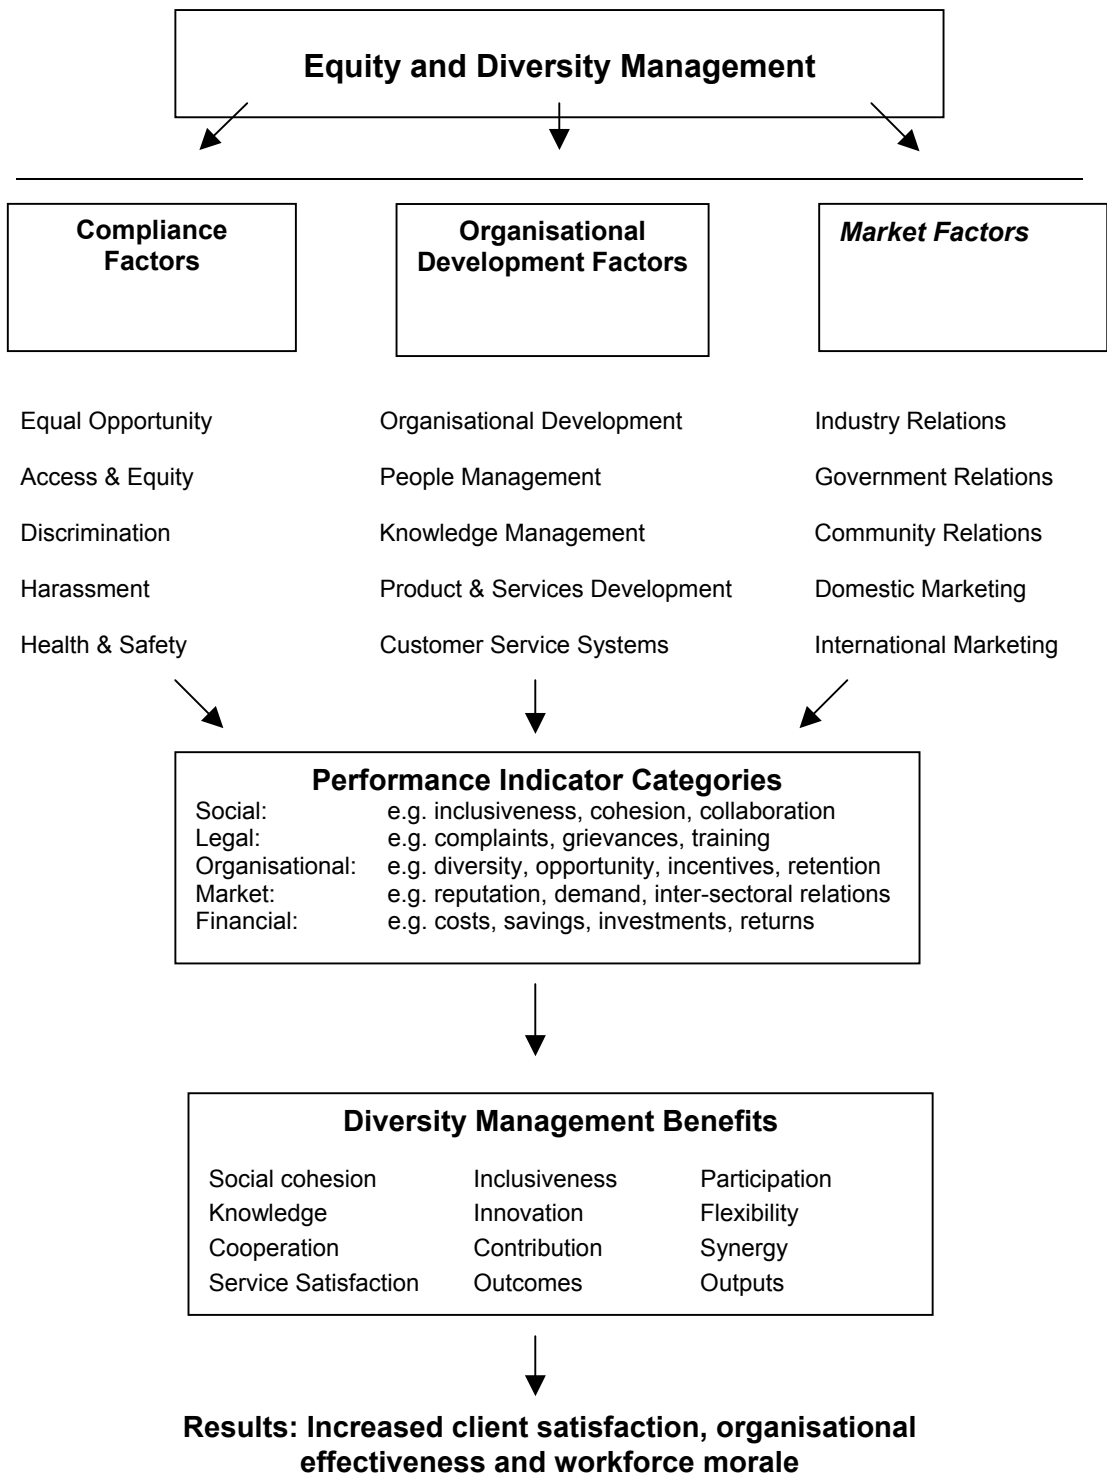 Equity and Diversity Management
Compliance
Factors
Organisational
Development Factors
Market Factors
Equal Opportunity
Organisational Development
Industry Relations
Access & Equity
People Management
Government Relations
Discrimination
Knowledge Management
Community Relations
Harassment
Product & Services Development
Domestic Marketing
Health & Safety
Customer Service Systems
International Marketing
Performance Indicator Categories
Social: e.g. inclusiveness, cohesion, collaboration
Legal: e.g. complaints, grievances, training
Organisational: e.g. diversity, opportunity, incentives, retention
Market: e.g. reputation, demand, inter-sectoral relations
Financial: e.g. costs, savings, investments, returns
Diversity Management Benefits
Social cohesion Inclusiveness Participation
Knowledge Innovation Flexibility
Cooperation Contribution Synergy
Service Satisfaction Outcomes Outputs
Results: Increased client satisfaction, organisational
effectiveness and workforce morale